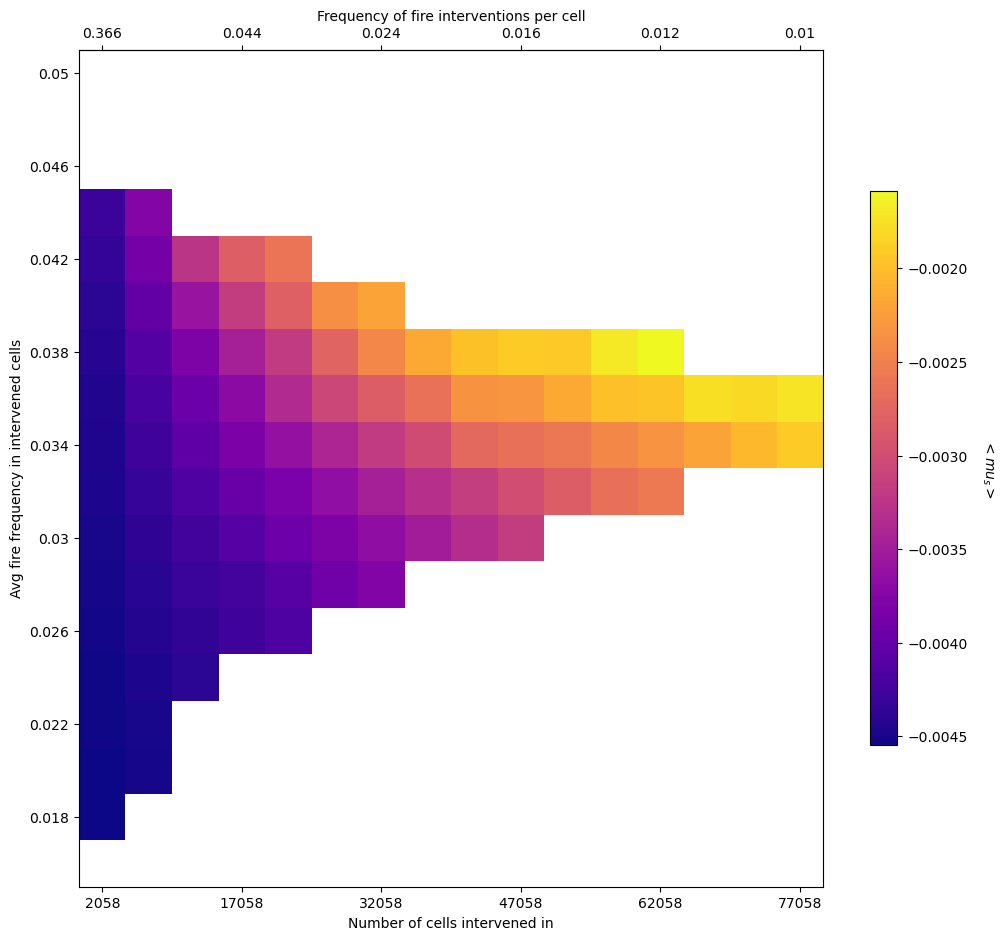 Frequency of fire interventions per cell
0.366 0.044 0.024 0.016 0.012 0.01
0.05
0.046
0.042
0.038
0.034
0.03
0.026
0.022
0.018
Avg fire frequency in intervened cells
2058 17058 32058 47058 62058 77058
Number of cells intervened in
−0.0020
−0.0025
−0.0030
−0.0035
−0.0040
−0.0045
< mu_s >